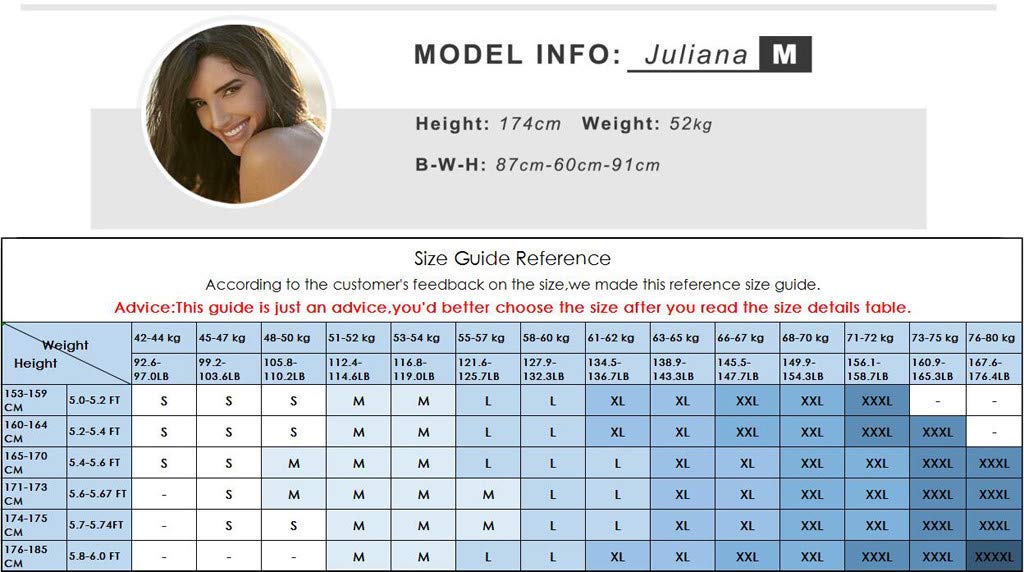 MODEL INFO: Juliana M
Height: 174cm Weight: 52kg
B-W-H: 87cm-60cm-91cm
Size Guide Reference
According to the customer's feedback on the size,we made this reference size guide.
Advice:This guide is just an advice,you'd better choose the size after you read the size details table.
Weight 42-44 kg 45-47 kg 48-50 kg 51-52 kg 53-54 kg 55-57 kg 58-60 kg 61-62 kg 63-65 kg 66-67 kg 68-70 kg 71-72 kg 73-75 kg 76-80 kg
Height 92.6-97.0LB 99.2-103.6LB 105.8-110.2LB 112.4-114.6LB 116.8-119.0LB 121.6-125.7LB 127.9-132.3LB 134.5-136.7LB 138.9-143.3LB 145.5-147.7LB 149.9-154.3LB 156.1-158.7LB 160.9-165.3LB 167.6-176.4LB
153-159 CM 5.0-5.2 FT S S S M M L L XL XL XXL XXL XXXL - -
160-164 CM 5.2-5.4 FT S S S M M L L XL XL XXL XXL XXXL XXXL -
165-170 CM 5.4-5.6 FT S S M M M L L L XL XL XXL XXL XXXL XXXL
171-173 CM 5.6-5.67 FT - S M M M M L L XL XL XXL XXL XXXL XXXL
174-175 CM 5.7-5.74FT - S S M M M L L XL XL XXL XXL XXXL XXXL
176-185 CM 5.8-6.0 FT - - - M M L L XL XL XXL XXL XXXL XXXL XXXXL